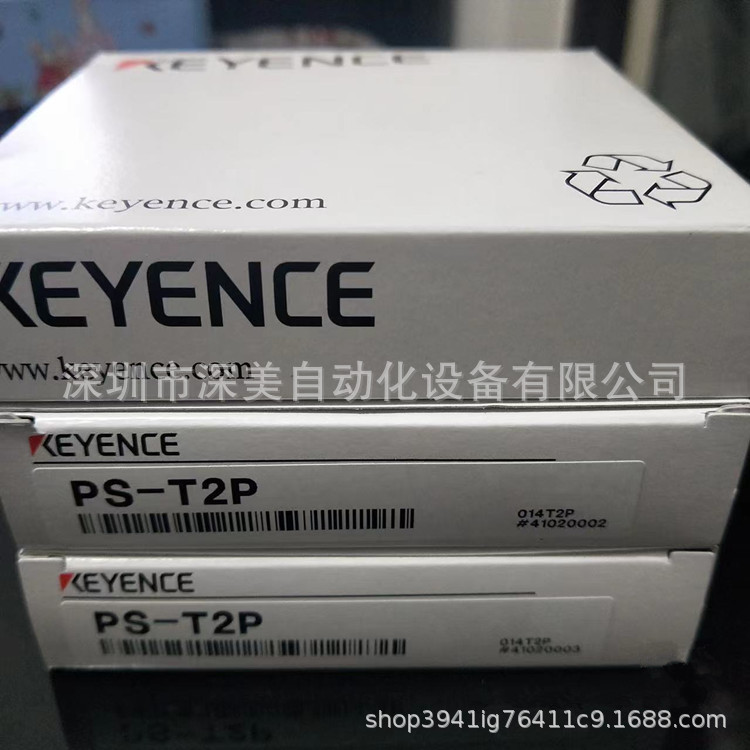 KEYENCE
www.keyence.com
KEYENCE
www.keyence.com
深圳市深美自动化设备有限公司
KEYENCE
PS-T2P
014T2P
#41020002
KEYENCE
PS-T2P
014T2P
#41020003
shop3941ig76411c9.1688.com